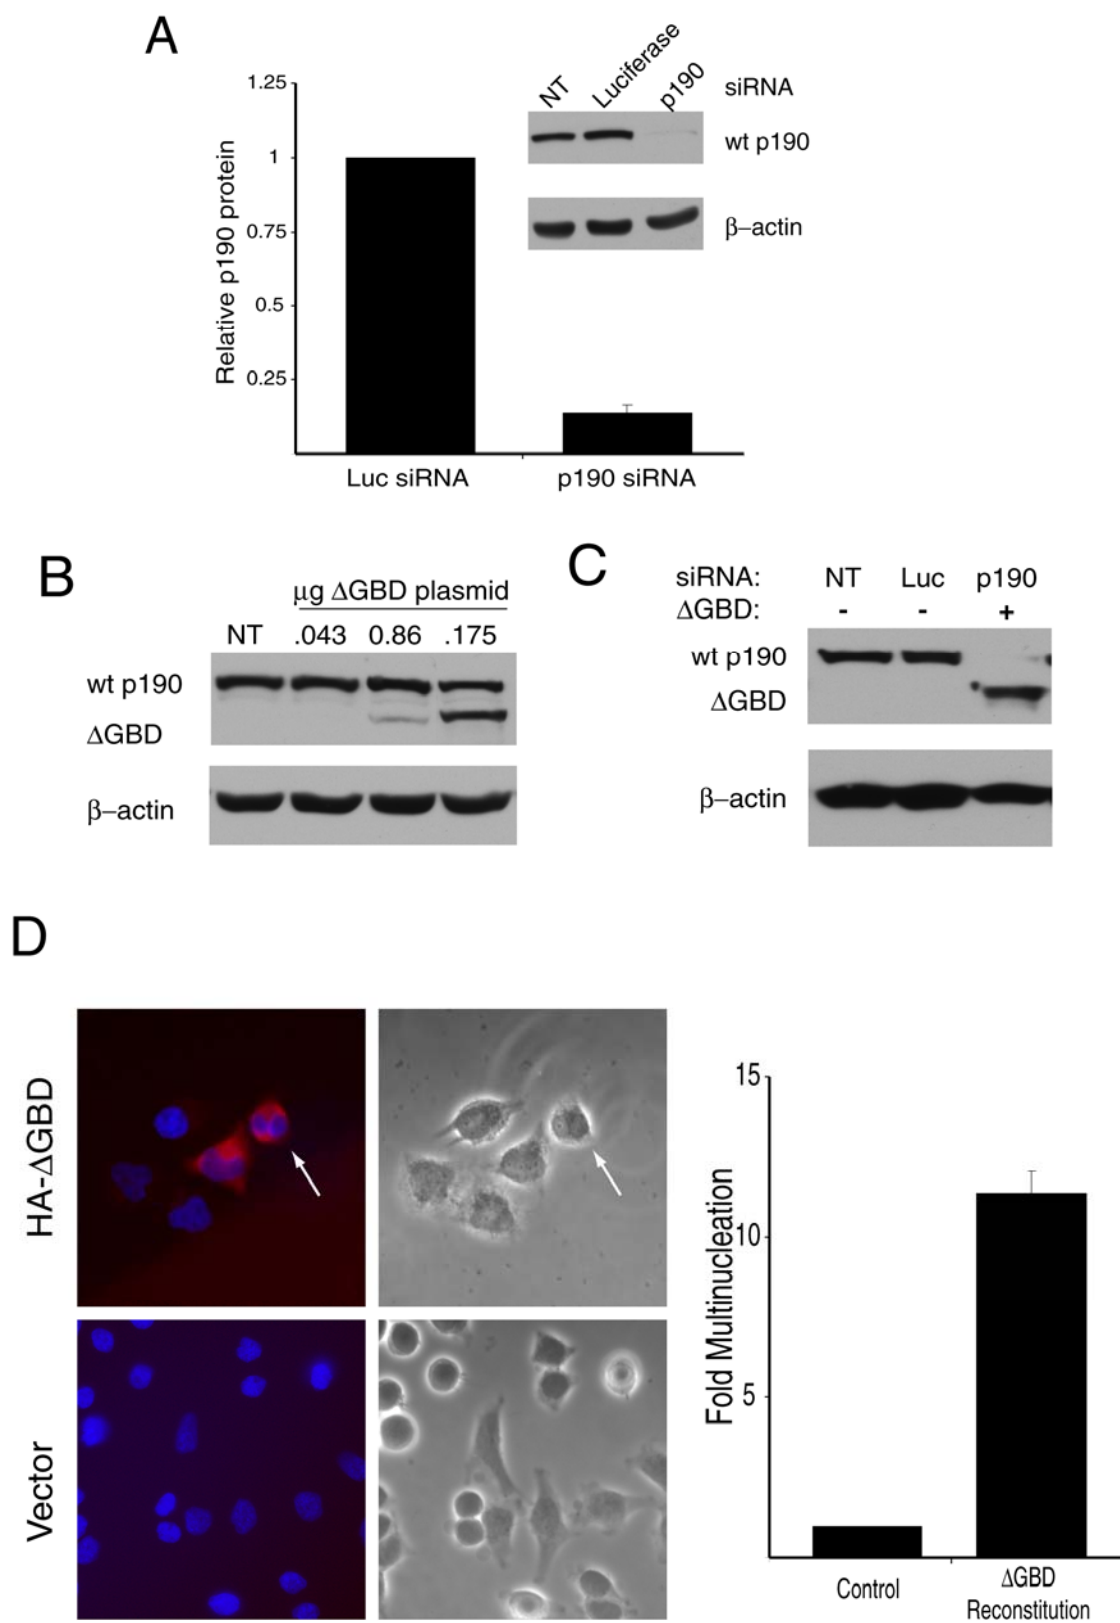 A
1.25
1
0.75
0.5
0.25
Relative p190 protein
Luc siRNA
p190 siRNA
NT
Luciferase
p190
siRNA
wt p190
β–actin
B
μg ΔGBD plasmid
NT .043 0.86 .175
wt p190
ΔGBD
β–actin
C
siRNA: NT Luc p190
ΔGBD: - - +
wt p190
ΔGBD
β–actin
D
HA-ΔGBD
Vector
15
10
5
Fold Multinucleation
Control
ΔGBD
Reconstitution